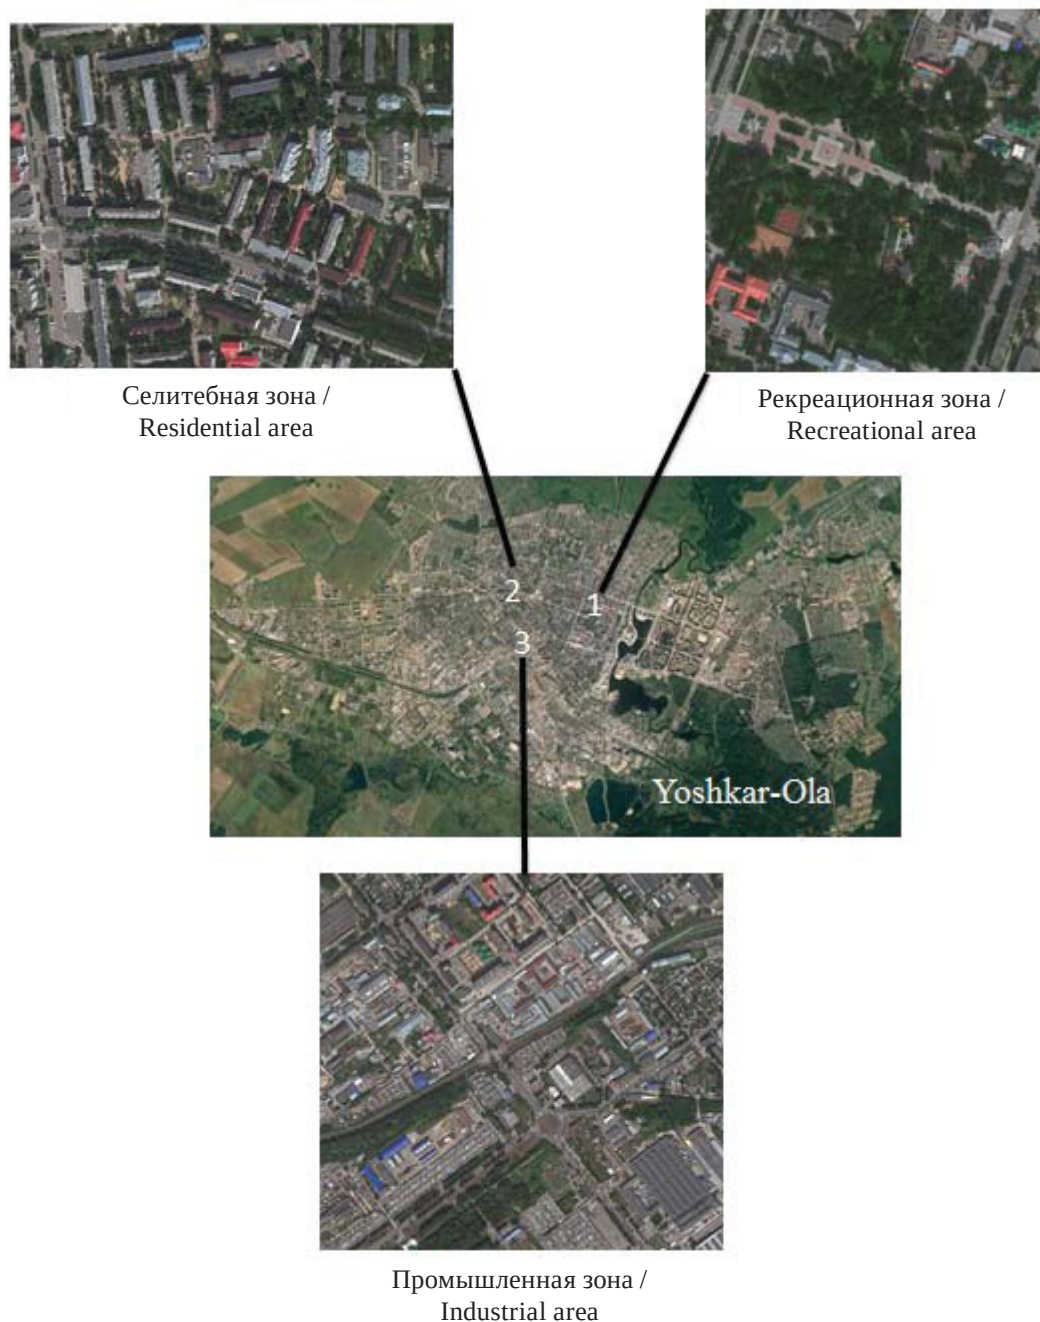 Селитебная зона /
Residential area
Рекреационная зона /
Recreational area
2
1
3
Yoshkar-Ola
Промышленная зона /
Industrial area